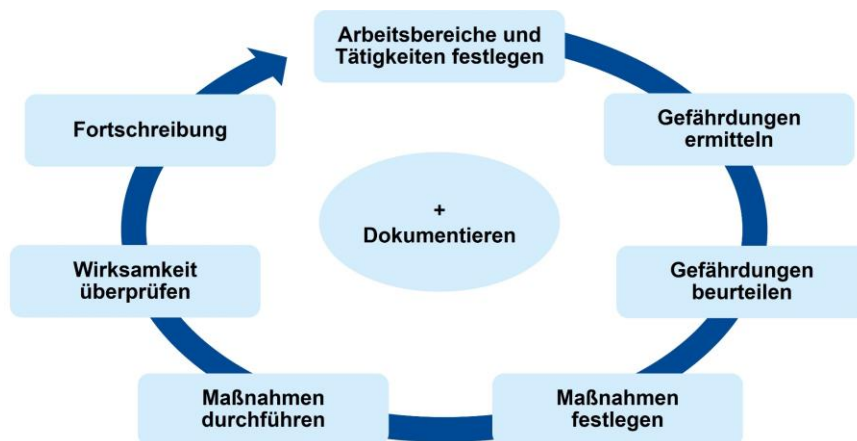 Arbeitsbereiche und
Tätigkeiten festlegen
Gefährdungen
ermitteln
Gefährdungen
beurteilen
Maßnahmen
festlegen
Maßnahmen
durchführen
Wirksamkeit
überprüfen
Fortschreibung
+
Dokumentieren